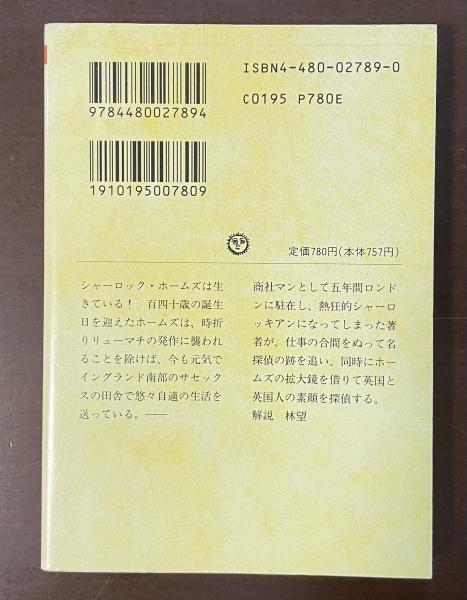 ISBN4-480-02789-0
C0195 P780E
9784480027894
1910195007809
定価780円(本体757円)
シャーロック・ホームズは生
きている! 百四十歳の誕生
日を迎えたホームズは、時折
りリューマチの発作に襲われ
ることを除けば、今も元気で
イングランド南部のサセック
スの田舎で悠々自適の生活を
送っている。──
商社マンとして五年間ロンド
ンに駐在し、熱狂的シャーロ
ッキアンになってしまった著
者が、仕事の合間をぬって名
探偵の跡を追い、同時にホー
ムズの拡大鏡を借りて英国と
英国人の素顔を探偵する。
解説 林望